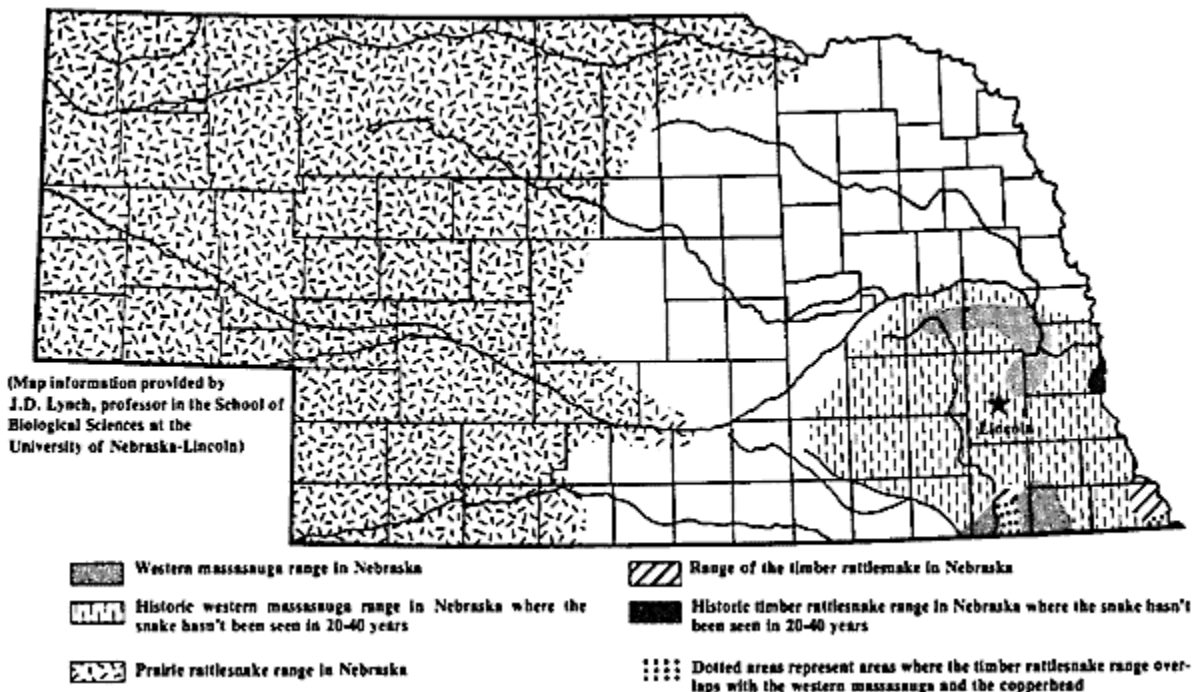 (Map information provided by
J.D. Lynch, professor in the School of
Biological Sciences at the
University of Nebraska-Lincoln)
Lincoln
Western massasauga range in Nebraska
Historic western massasauga range in Nebraska where the
snake hasn't been seen in 20-40 years
Prairie rattlesnake range in Nebraska
Range of the timber rattlesnake in Nebraska
Historic timber rattlesnake range in Nebraska where the snake hasn't
been seen in 20-40 years
Dotted areas represent areas where the timber rattlesnake range over-
laps with the western massasauga and the copperhead